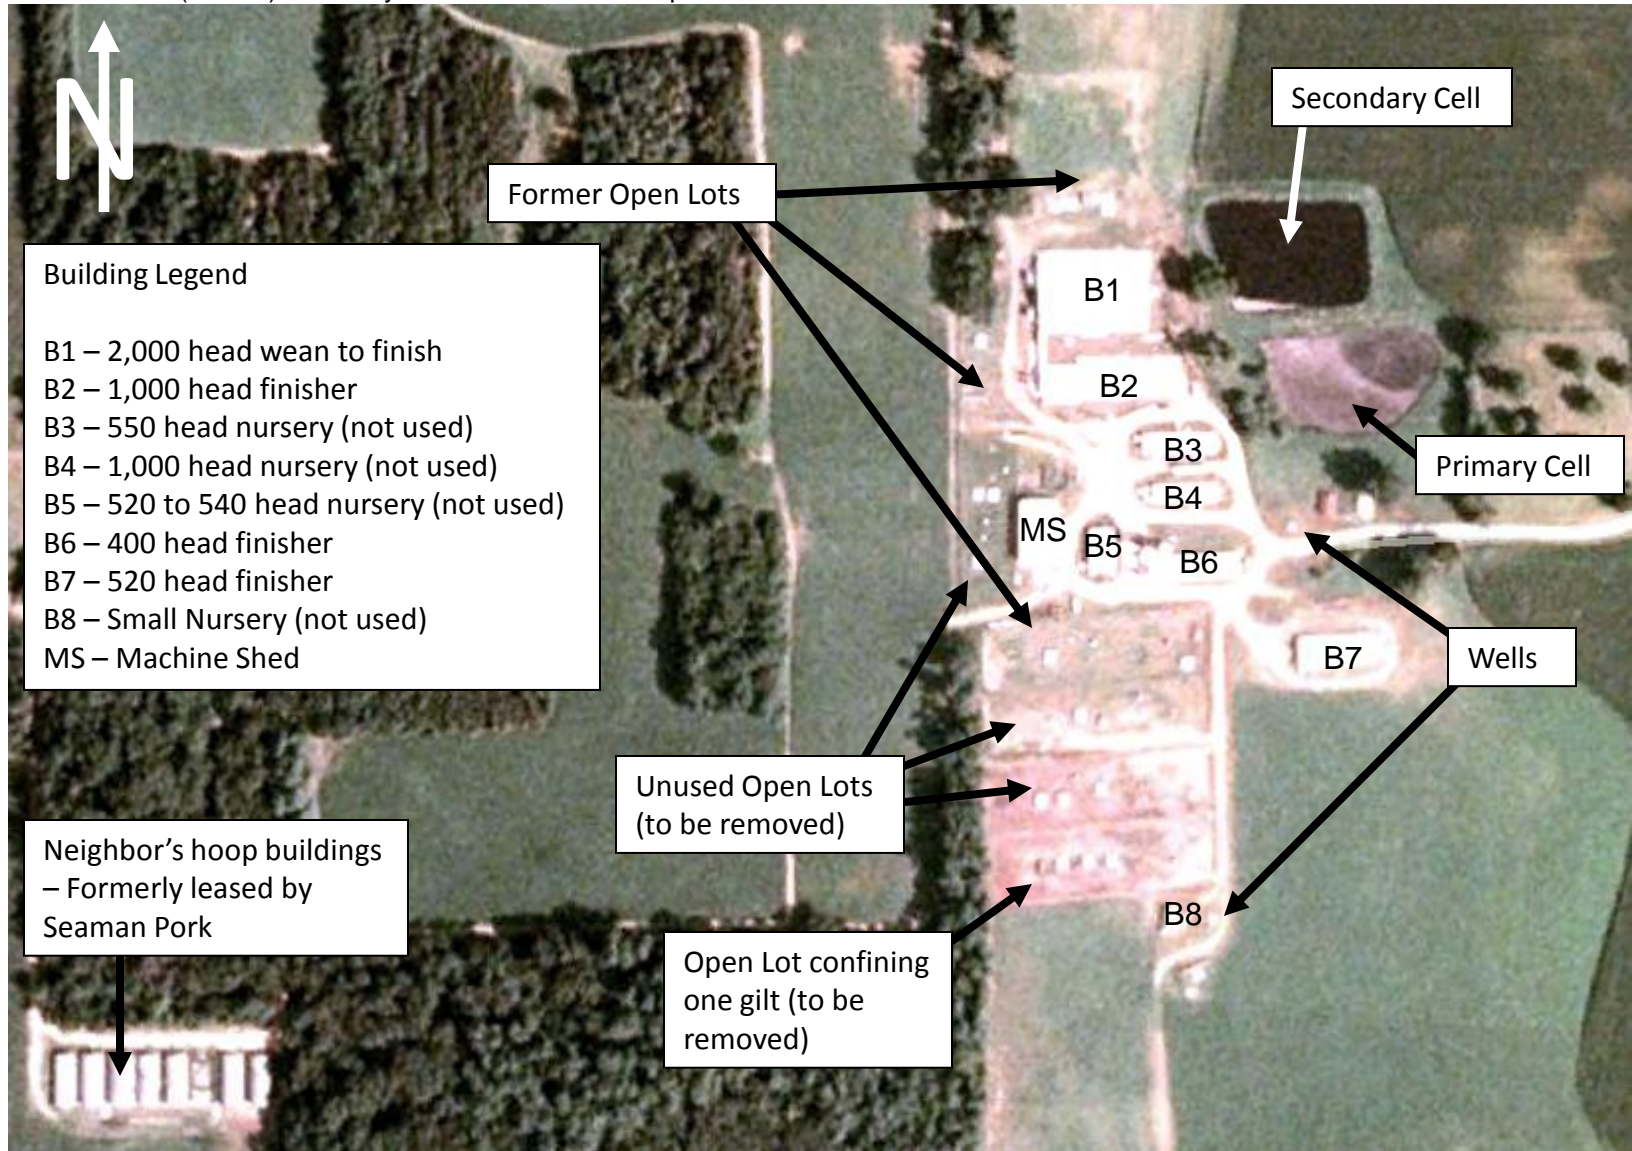 N
Secondary Cell
Former Open Lots
Building Legend
B1 – 2,000 head wean to finish
B2 – 1,000 head finisher
B3 – 550 head nursery (not used)
B4 – 1,000 head nursery (not used)
B5 – 520 to 540 head nursery (not used)
B6 – 400 head finisher
B7 – 520 head finisher
B8 – Small Nursery (not used)
MS – Machine Shed
B1
B2
B3
Primary Cell
B4
MS
B5
B6
B7
Wells
Unused Open Lots
(to be removed)
Neighbor’s hoop buildings
– Formerly leased by
Seaman Pork
B8
Open Lot confining
one gilt (to be
removed)